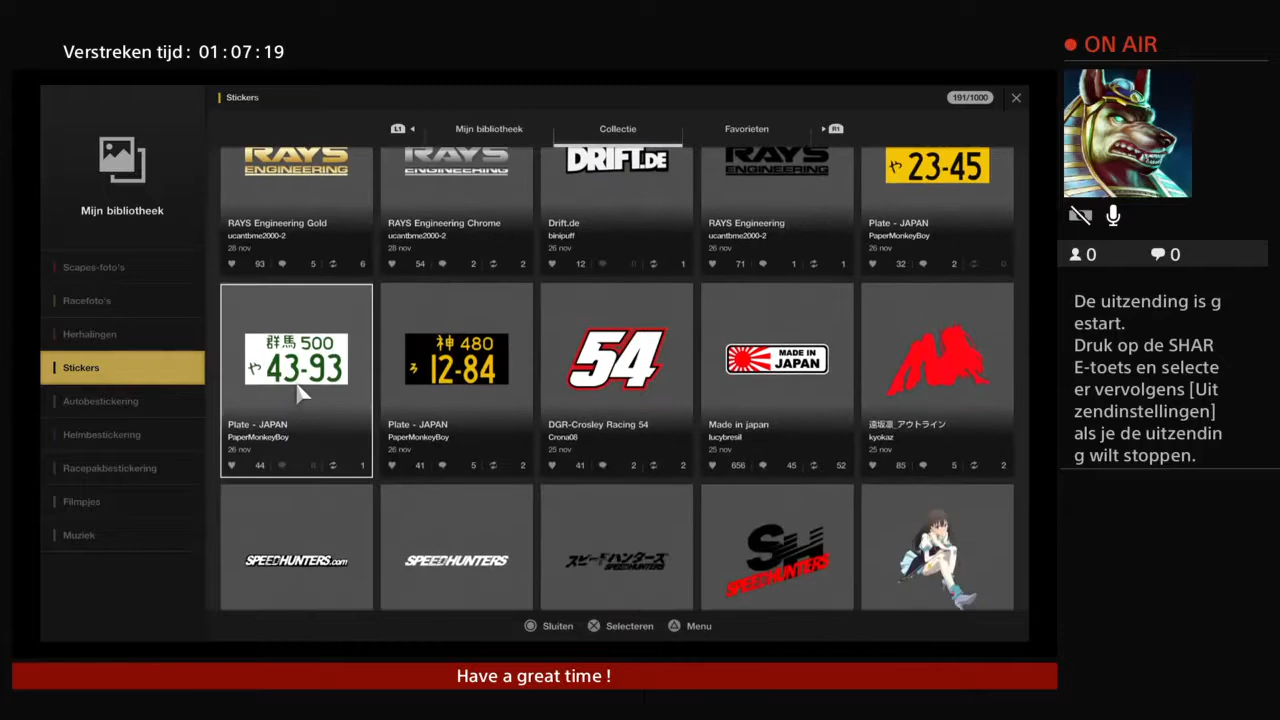 Verstreken tijd: 01:07:19
ON AIR
Mijn bibliotheek
Scapes-foto's
Racefoto's
Herhalingen
Stickers
Autobestickering
Helmbestickering
Racepakbestickering
Filmpjes
Muziek
Stickers
191/1000
L1 Mijn bibliotheek Collectie Favorieten R1
RAYS ENGINEERING
RAYS ENGINEERING
DRIFT.DE
RAYS ENGINEERING
や 23-45
RAYS Engineering Gold
ucantbme2000-2
28 nov
93 5 6
RAYS Engineering Chrome
ucantbme2000-2
28 nov
54 2 2
Drift.de
binipuff
26 nov
12 0 1
RAYS Engineering
ucantbme2000-2
26 nov
71 1 1
Plate - JAPAN
PaperMonkeyBoy
26 nov
32 2 0
群馬 500
や 43-93
Plate - JAPAN
PaperMonkeyBoy
26 nov
44 1
神 480
ろ 12-84
Plate - JAPAN
PaperMonkeyBoy
26 nov
41 5 2
54
DGR-Crosley Racing 54
Crona08
25 nov
41 2 2
MADE IN
JAPAN
Made in japan
lucybresil
25 nov
656 45 52
遠坂凛 アウトライン
kyokaz
25 nov
85 5 2
SPEEDHUNTERS.com
SPEEDHUNTERS
スピードハンターズ
SPEEDHUNTERS
SH
SPEEDHUNTERS
Sluiten Selecteren Menu
0 0
De uitzending is g
estart.
Druk op de SHAR
E-toets en selecte
er vervolgens [Uit
zendinstellingen]
als je de uitzendin
g wilt stoppen.
Have a great time !